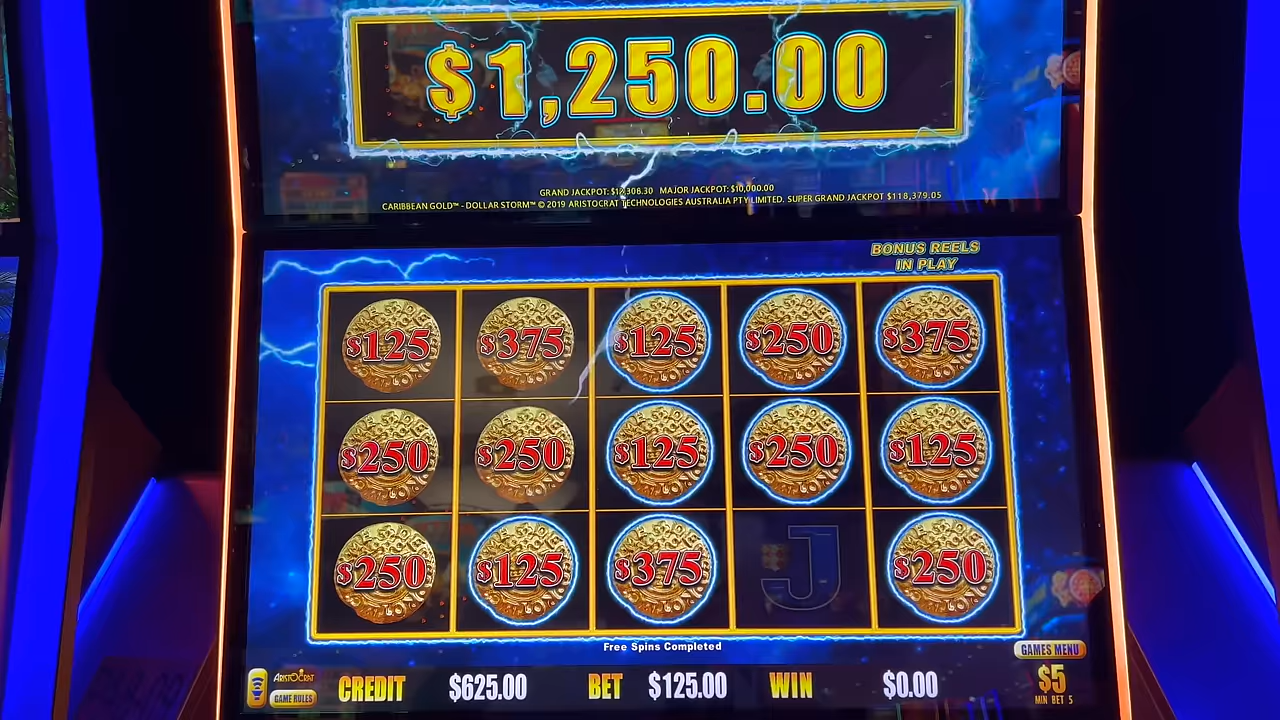 $1,250.00
GRAND JACKPOT: $12,306.30 MAJOR JACKPOT: $10,000.00
CARIBBEAN GOLD™ - DOLLAR STORM™ © 2019 ARISTOCRAT TECHNOLOGIES AUSTRALIA PTY LIMITED. SUPER GRAND JACKPOT $118,379.05
BONUS REELS
IN PLAY
$125 $375 $125 $250 $375
$250 $250 $125 $250 $125
$250 $125 $375 J $250
Free Spins Completed
GAMES MENU
ARISTOCRAT
GAME RULES
CREDIT $625.00 BET $125.00 WIN $0.00
$5
MIN BET 5